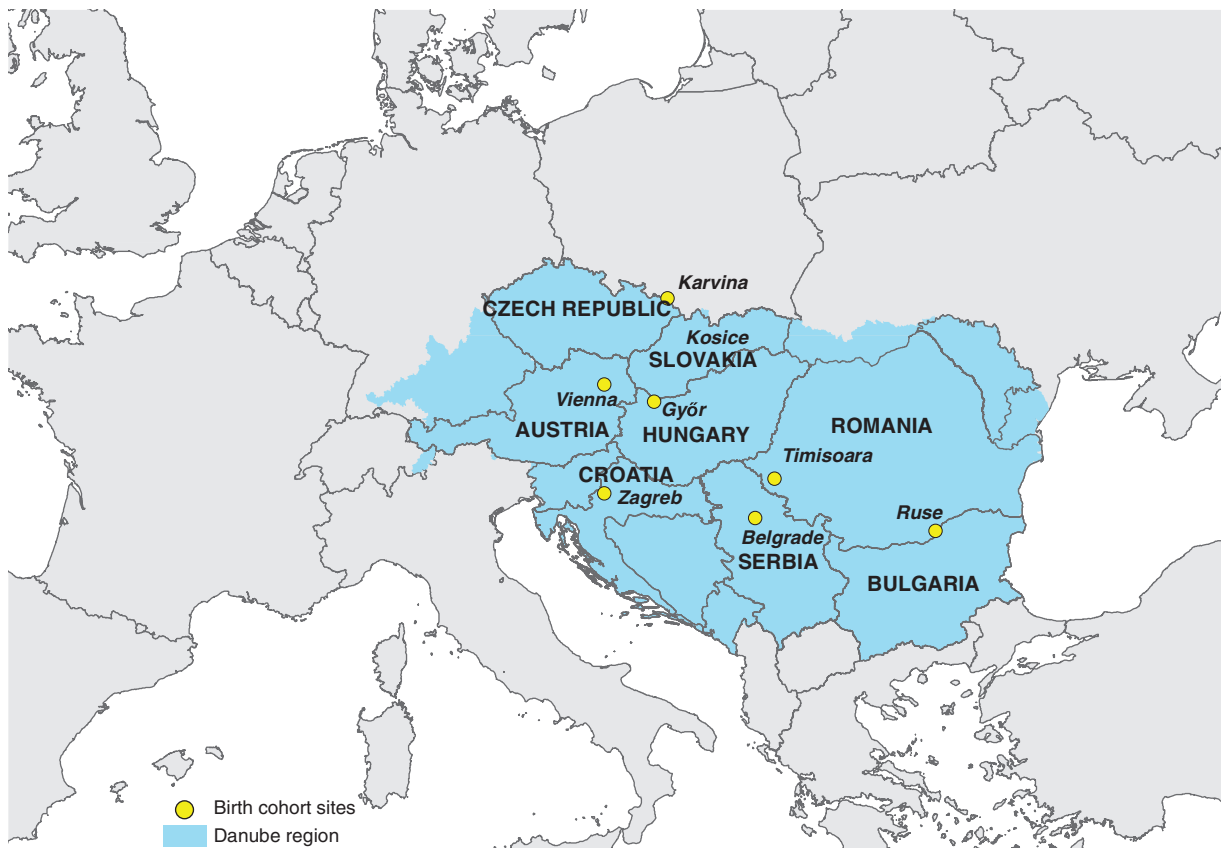 Karvina
CZECH REPUBLIC
Kosice
SLOVAKIA
Vienna
Győr
AUSTRIA
HUNGARY
ROMANIA
Timisoara
CROATIA
Zagreb
Ruse
Belgrade
SERBIA
BULGARIA
Birth cohort sites
Danube region